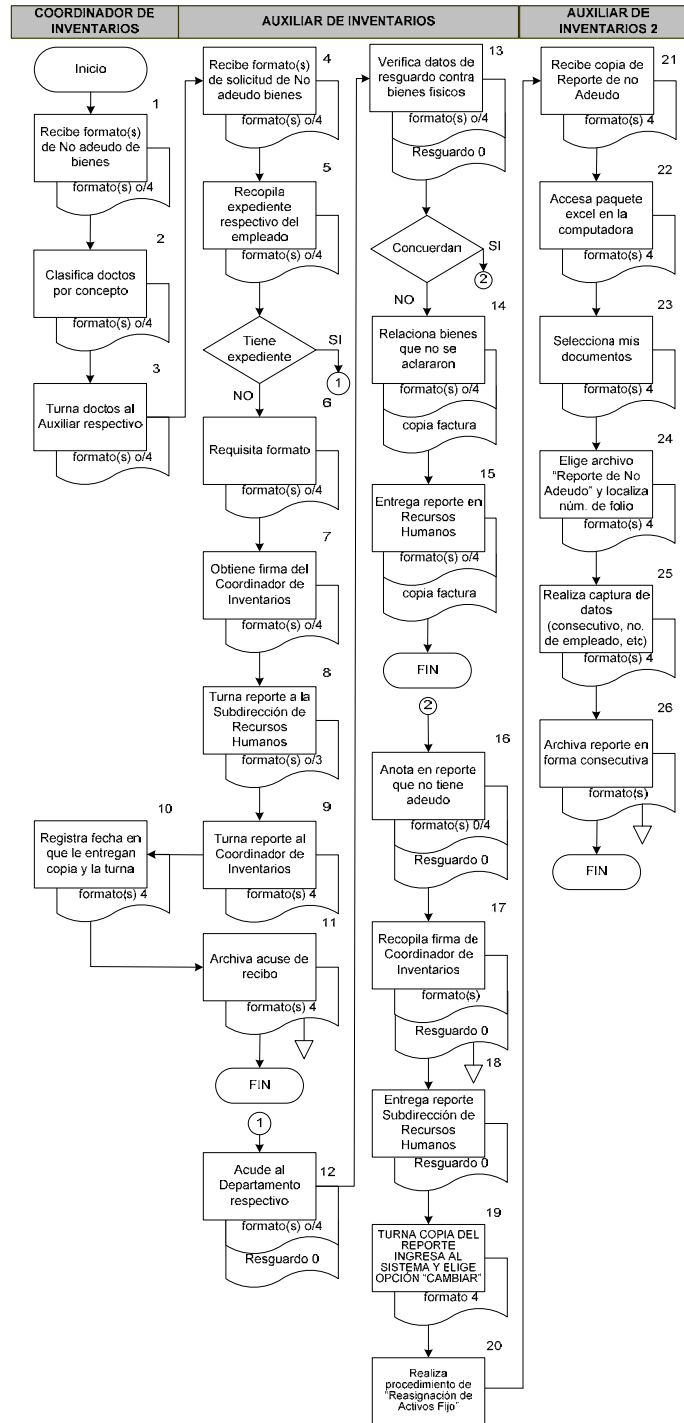 COORDINADOR DE
INVENTARIOS
AUXILIAR DE INVENTARIOS
AUXILIAR DE
INVENTARIOS 2
Inicio
1
Recibe formato(s)
de No adeudo de
bienes
formato(s) o/4
2
Clasifica doctos
por concepto
formato(s) o/4
3
Turna doctos al
Auxiliar respectivo
formato(s) o/4
4
Recibe formato(s)
de solicitud de No
adeudo bienes
formato(s) o/4
5
Recopila
expediente
respectivo del
empleado
formato(s) o/4
Tiene
expediente
SI
1
NO
6
Requisita formato
formato(s) o/4
7
Obtiene firma del
Coordinador de
Inventarios
formato(s) o/4
8
Turna reporte a la
Subdirección de
Recursos
Humanos
formato(s) o/3
9
Turna reporte al
Coordinador de
Inventarios
formato(s) 4
10
Registra fecha en
que le entregan
copia y la turna
formato(s) 4
11
Archiva acuse de
recibo
formato(s) 4
FIN
1
12
Acude al
Departamento
respectivo
formato(s) o/4
Resguardo 0
13
Verifica datos de
resguardo contra
bienes fisicos
formato(s) o/4
Resguardo 0
Concuerdan
SI
2
NO
14
Relaciona bienes
que no se
aclararon
formato(s) o/4
copia factura
15
Entrega reporte en
Recursos
Humanos
formato(s) o/4
copia factura
FIN
2
16
Anota en reporte
que no tiene
adeudo
formato(s) 0/4
Resguardo 0
17
Recopila firma de
Coordinador de
Inventarios
formato(s)
Resguardo 0
18
Entrega reporte
Subdirección de
Recursos
Humanos
Resguardo 0
19
TURNA COPIA DEL
REPORTE
INGRESA AL
SISTEMA Y ELIGE
OPCIÓN "CAMBIAR"
formato 4
20
Realiza
procedimiento de
"Reasignación de
Activos Fijo"
21
Recibe copia de
Reporte de no
Adeudo
formato(s) 4
22
Accesa paquete
excel en la
computadora
formato(s) 4
23
Selecciona mis
documentos
formato(s) 4
24
Elige archivo
"Reporte de No
Adeudo" y localiza
núm. de folio
formato(s) 4
25
Realiza captura de
datos
(consecutivo, no.
de empleado, etc)
formato(s) 4
26
Archiva reporte en
forma consecutiva
formato(s)
FIN